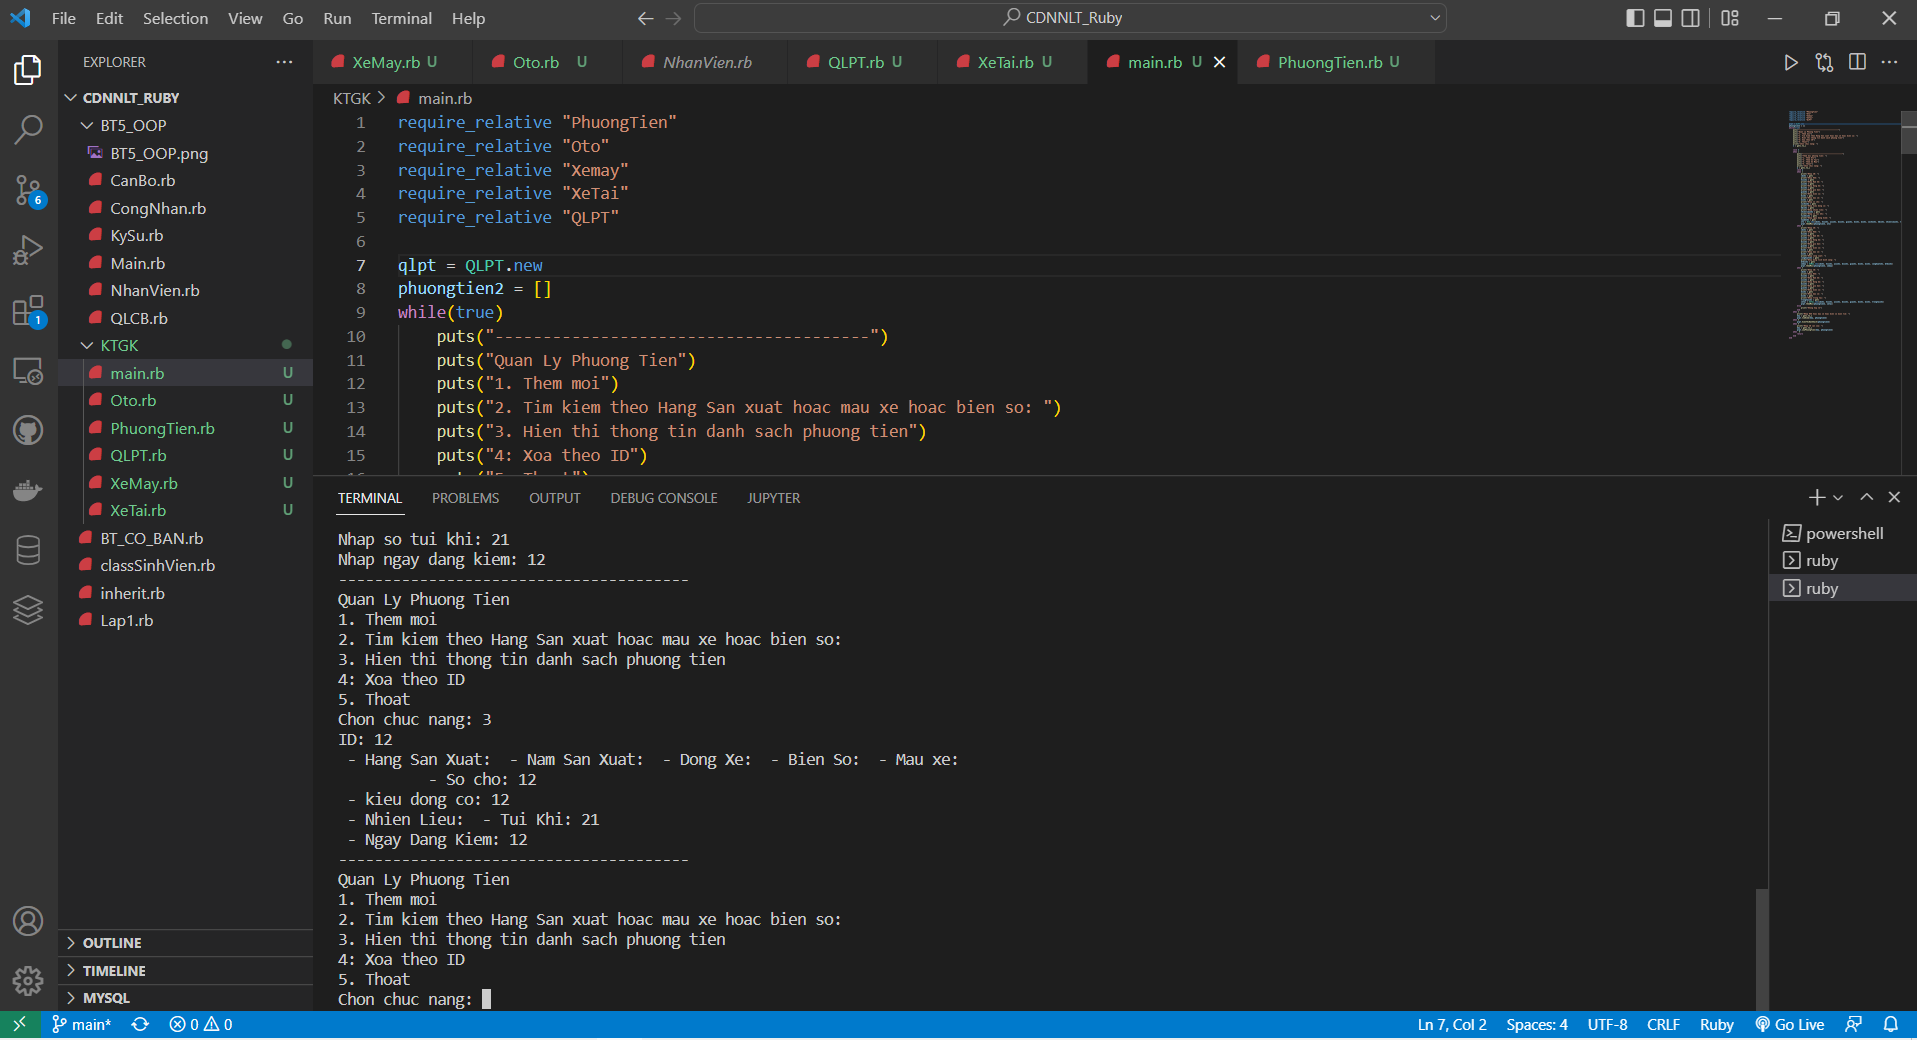 File Edit Selection View Go Run Terminal Help
CDNNLT_Ruby
EXPLORER
CDNNLT_RUBY
BT5_OOP
BT5_OOP.png
CanBo.rb
CongNhan.rb
KySu.rb
Main.rb
NhanVien.rb
QLCB.rb
KTGK
main.rb U
Oto.rb U
PhuongTien.rb U
QLPT.rb U
XeMay.rb U
XeTai.rb U
BT_CO_BAN.rb
classSinhVien.rb
inherit.rb
Lap1.rb
OUTLINE
TIMELINE
MYSQL
6
1
XeMay.rb U Oto.rb U NhanVien.rb QLPT.rb U XeTai.rb U main.rb U PhuongTien.rb U
KTGK > main.rb
1 require_relative "PhuongTien"
2 require_relative "Oto"
3 require_relative "Xemay"
4 require_relative "XeTai"
5 require_relative "QLPT"
6
7 qlpt = QLPT.new
8 phuongtien2 = []
9 while(true)
10 puts("---------------------------------------")
11 puts("Quan Ly Phuong Tien")
12 puts("1. Them moi")
13 puts("2. Tim kiem theo Hang San xuat hoac mau xe hoac bien so: ")
14 puts("3. Hien thi thong tin danh sach phuong tien")
15 puts("4: Xoa theo ID")
TERMINAL PROBLEMS OUTPUT DEBUG CONSOLE JUPYTER
Nhap so tui khi: 21
Nhap ngay dang kiem: 12
---------------------------------------
Quan Ly Phuong Tien
1. Them moi
2. Tim kiem theo Hang San xuat hoac mau xe hoac bien so:
3. Hien thi thong tin danh sach phuong tien
4: Xoa theo ID
5. Thoat
Chon chuc nang: 3
ID: 12
- Hang San Xuat:  - Nam San Xuat:  - Dong Xe:  - Bien So:  - Mau xe:
- So cho: 12
- kieu dong co: 12
- Nhien Lieu:  - Tui Khi: 21
- Ngay Dang Kiem: 12
---------------------------------------
Quan Ly Phuong Tien
1. Them moi
2. Tim kiem theo Hang San xuat hoac mau xe hoac bien so:
3. Hien thi thong tin danh sach phuong tien
4: Xoa theo ID
5. Thoat
Chon chuc nang:
powershell
ruby
ruby
main* 0 0 Ln 7, Col 2 Spaces: 4 UTF-8 CRLF Ruby Go Live